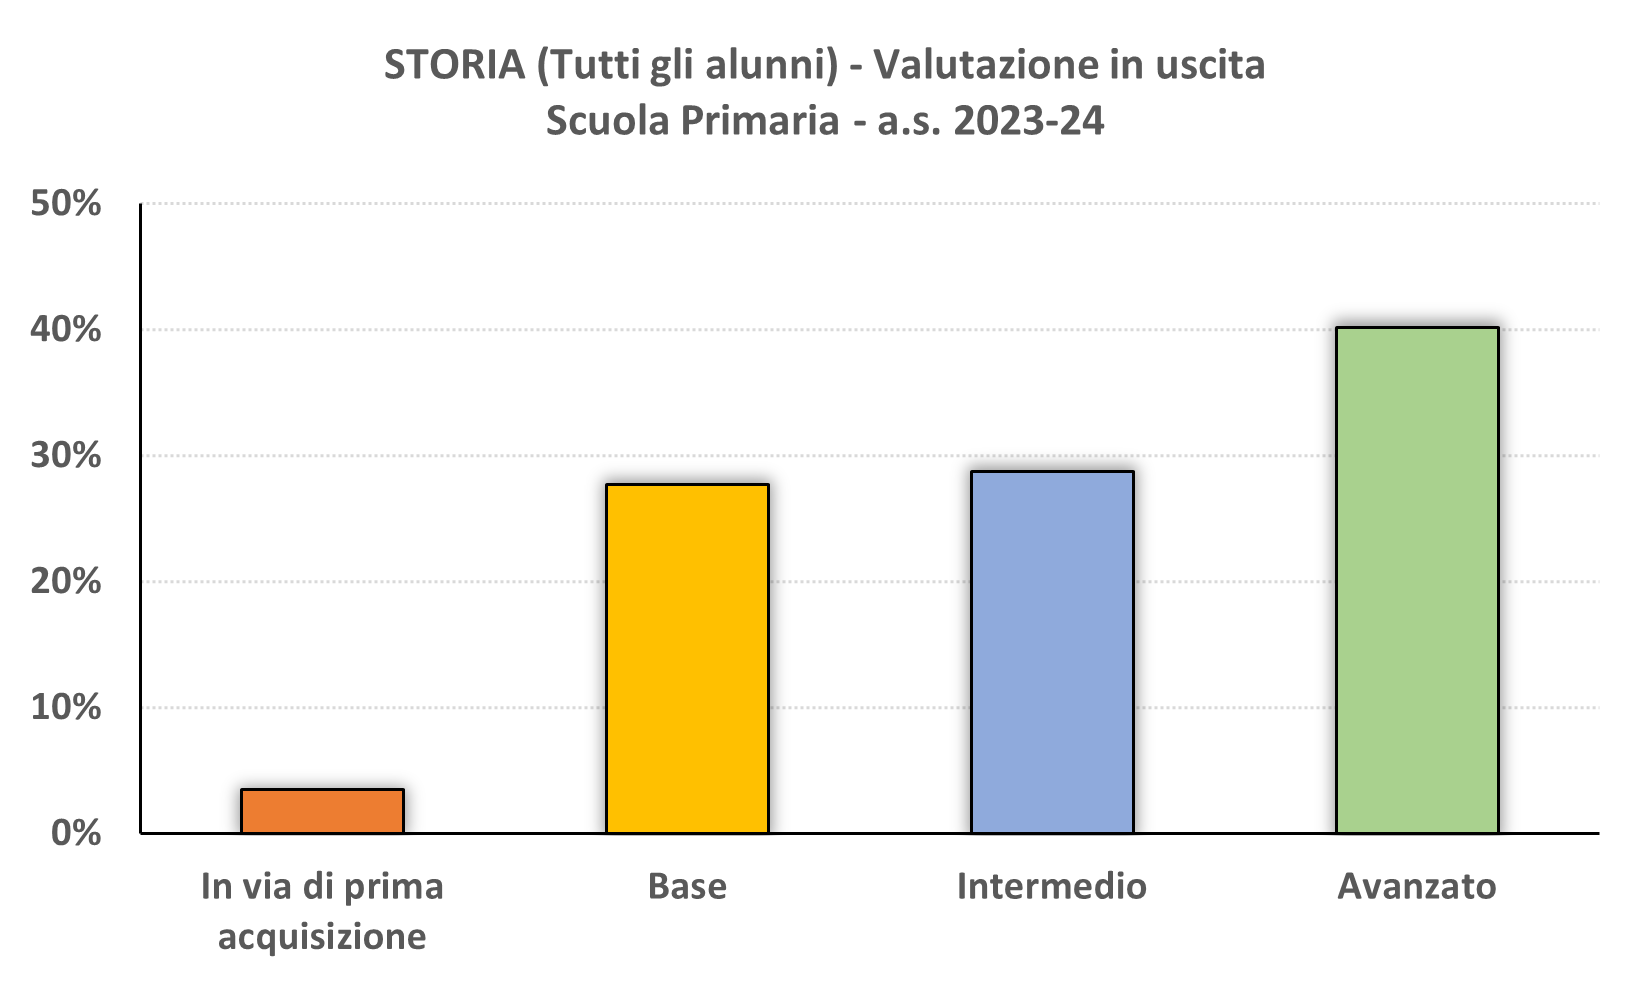 STORIA (Tutti gli alunni) - Valutazione in uscita
Scuola Primaria - a.s. 2023-24
50%
40%
30%
20%
10%
0%
In via di prima
acquisizione
Base
Intermedio
Avanzato